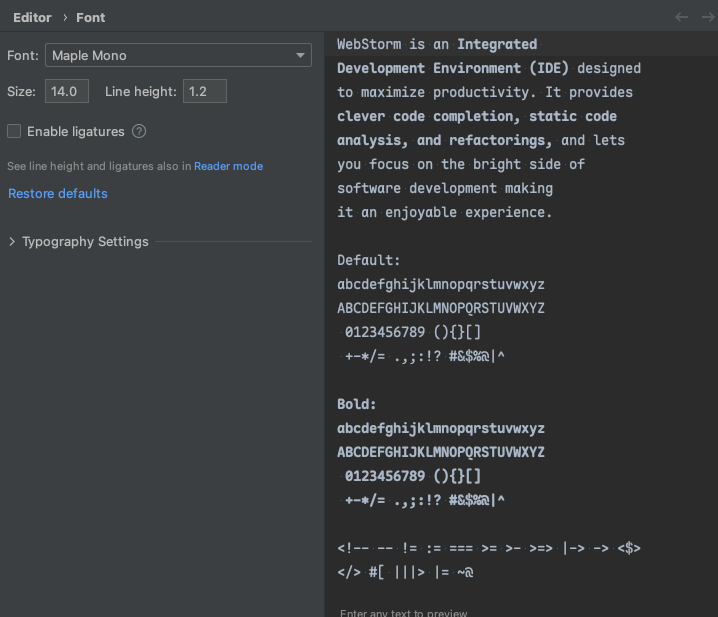 Editor › Font
Font: Maple Mono
Size: 14.0 Line height: 1.2
Enable ligatures ?
See line height and ligatures also in Reader mode
Restore defaults
Typography Settings
WebStorm is an Integrated
Development Environment (IDE) designed
to maximize productivity. It provides
clever code completion, static code
analysis, and refactorings, and lets
you focus on the bright side of
software development making
it an enjoyable experience.
Default:
abcdefghijklmnopqrstuvwxyz
ABCDEFGHIJKLMNOPQRSTUVWXYZ
0123456789 (){}[]
+-*/= .,;:!? #&$%@|^
Bold:
abcdefghijklmnopqrstuvwxyz
ABCDEFGHIJKLMNOPQRSTUVWXYZ
0123456789 (){}[]
+-*/= .,;:!? #&$%@|^
<!-- -- != := === >= >- >=> |-> -> <$>
</> #[ |||> |= ~@
Enter any text to preview